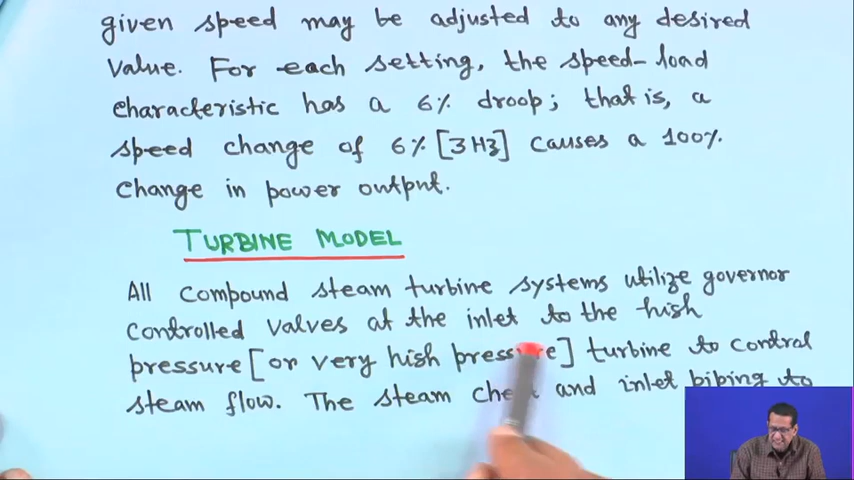 given speed may be adjusted to any desired
value. For each setting, the speed-load
characteristic has a 6% droop; that is, a
speed change of 6% [3 Hz] causes a 100%
change in power output.
TURBINE MODEL
All compound steam turbine systems utilize governor
controlled valves at the inlet to the high
pressure [or very high pressure] turbine to control
steam flow. The steam chest and inlet piping to